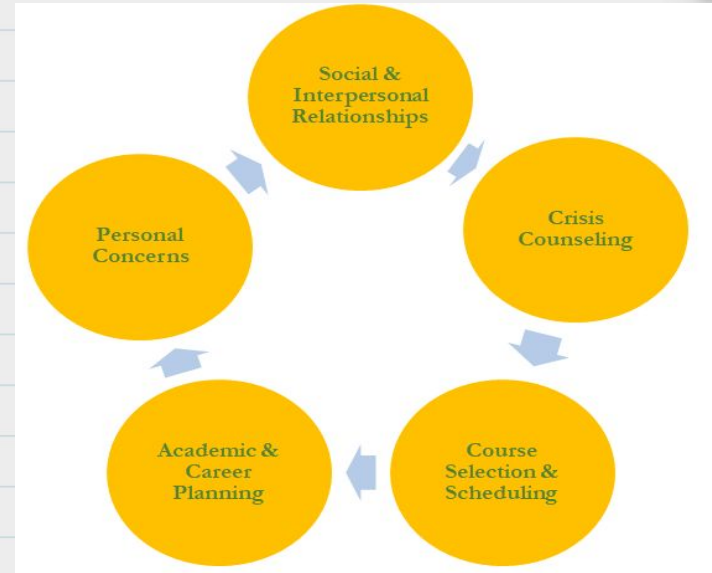 Social &
Interpersonal
Relationships
Crisis
Counseling
Course
Selection &
Scheduling
Academic &
Career
Planning
Personal
Concerns